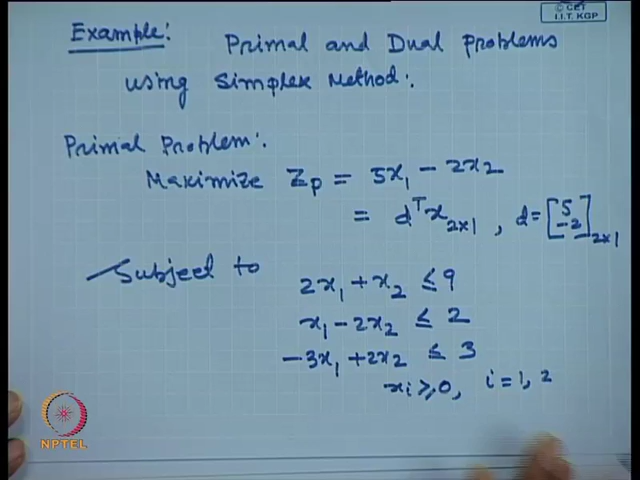 © CET
I.I.T. KGP
Example: Primal and Dual Problems
using Simplex Method:
Primal Problem:
Maximize Zp = 5x₁ − 2x₂
= dᵀx₂ₓ₁ , d = [5 −2]₂ₓ₁
Subject to
2x₁ + x₂ ≤ 9
x₁ − 2x₂ ≤ 2
−3x₁ + 2x₂ ≤ 3
xᵢ ≥ 0, i = 1, 2
NPTEL